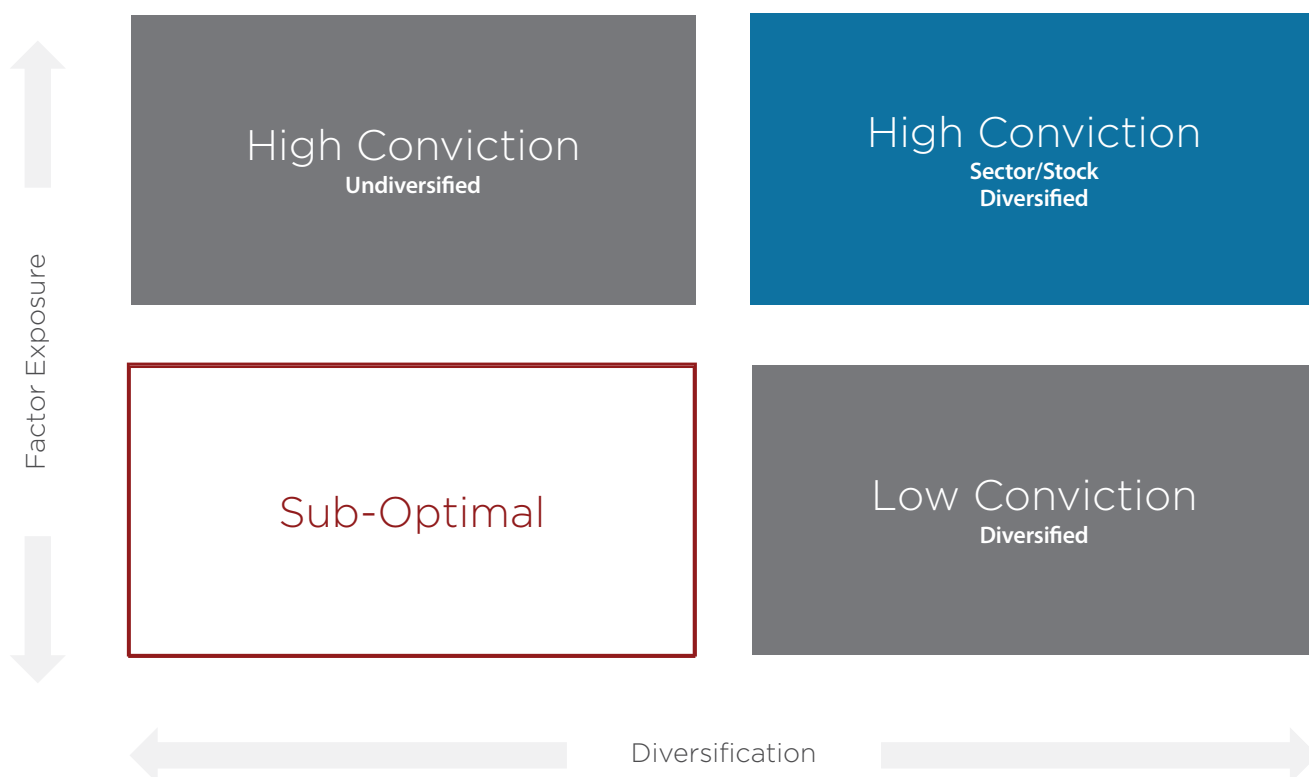 High Conviction
Undiversified
High Conviction
Sector/Stock
Diversified
Factor Exposure
Sub-Optimal
Low Conviction
Diversified
Diversification